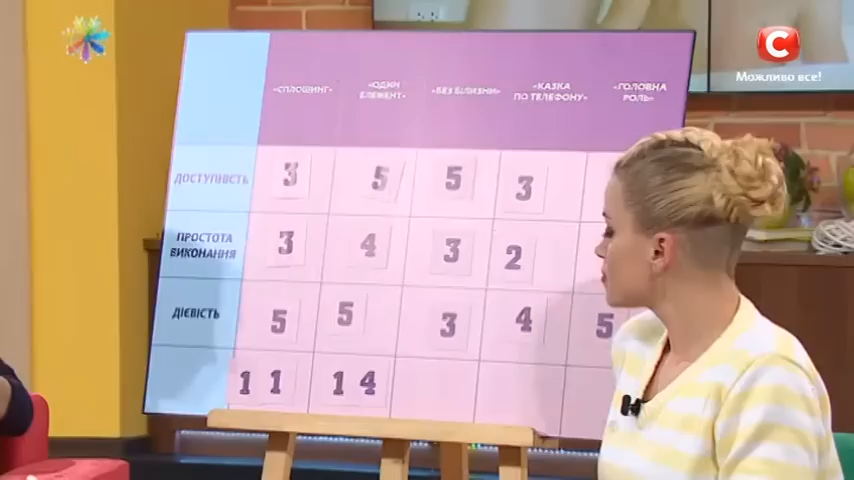 С
Можливо все!
«СПЛОШИНГ» «ОДИН ЕЛЕМЕНТ» «БЕЗ БІЛИЗНИ» «КАЗКА ПО ТЕЛЕФОНУ» «ГОЛОВНА РОЛЬ»
ДОСТУПНІСТЬ 3 5 5 3
ПРОСТОТА ВИКОНАННЯ 3 4 3 2
ДІЄВІСТЬ 5 5 3 4 5
11 14